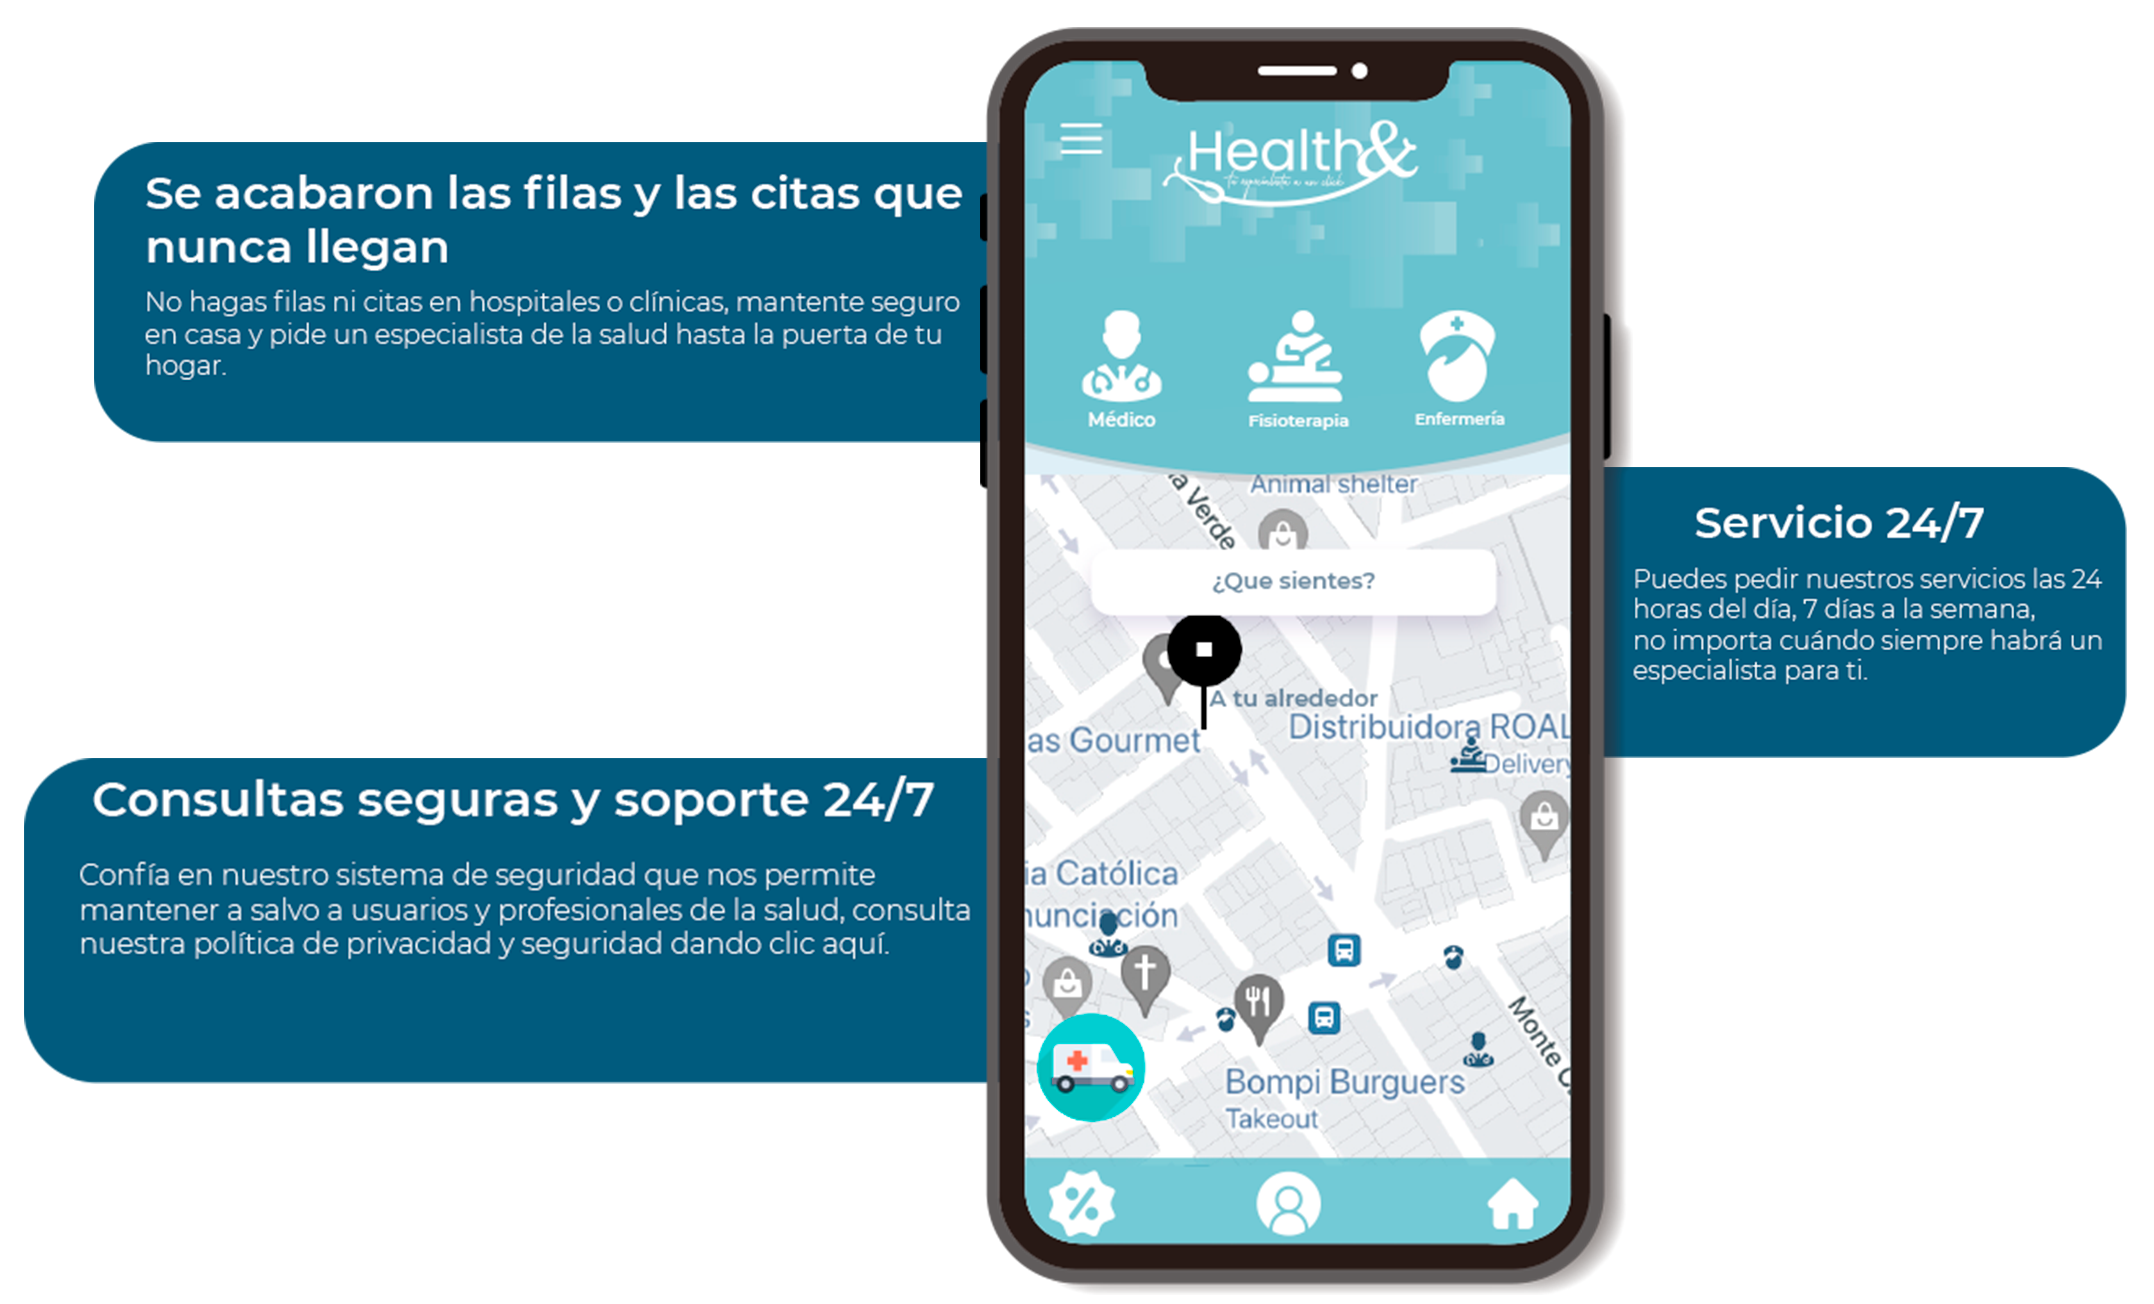 Se acabaron las filas y las citas que
nunca llegan
No hagas filas ni citas en hospitales o clínicas, mantente seguro
en casa y pide un especialista de la salud hasta la puerta de tu
hogar.
Consultas seguras y soporte 24/7
Confía en nuestro sistema de seguridad que nos permite
mantener a salvo a usuarios y profesionales de la salud, consulta
nuestra política de privacidad y seguridad dando clic aquí.
Health&
tu especialista a un click
Médico
Fisioterapia
Enfermería
Animal shelter
a Verde
¿Que sientes?
A tu alrededor
Distribuidora ROAL
as Gourmet
Delivery
ia Católica
nunciación
Monte
Bompi Burguers
Takeout
Servicio 24/7
Puedes pedir nuestros servicios las 24
horas del día, 7 días a la semana,
no importa cuándo siempre habrá un
especialista para ti.